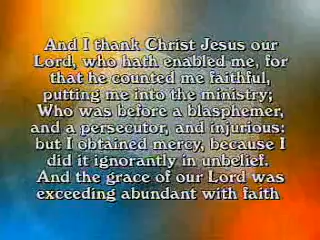 And I thank Christ Jesus our
Lord, who hath enabled me, for
that he counted me faithful,
putting me into the ministry;
Who was before a blasphemer,
and a persecutor, and injurious:
but I obtained mercy, because I
did it ignorantly in unbelief.
And the grace of our Lord was
exceeding abundant with faith